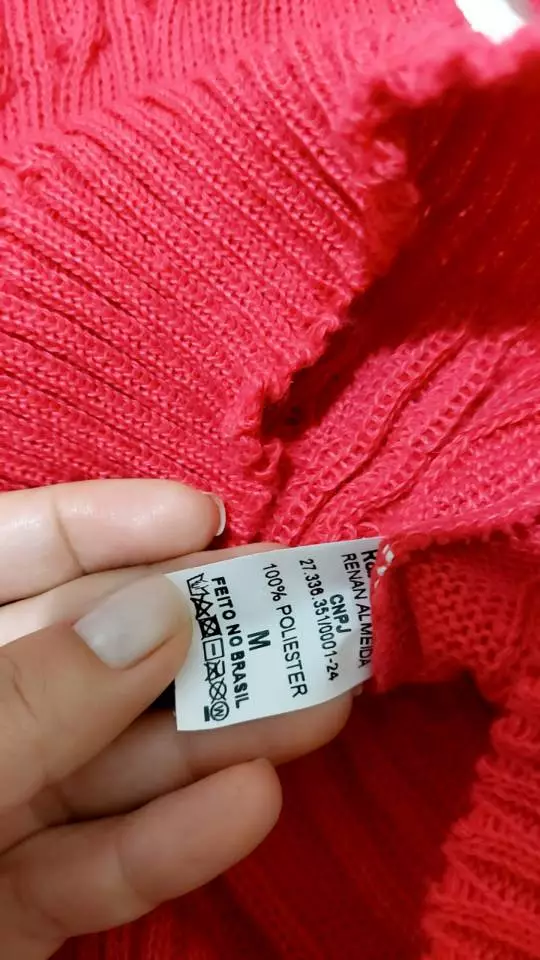 RENAN ALMEIDA
CNPJ
27.336.351/0001-24
100% POLIESTER
M
FEITO NO BRASIL